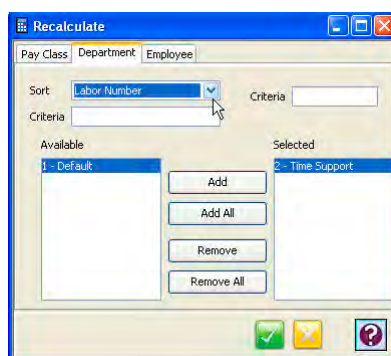 Recalculate
Pay Class Department Employee
Sort Labor Number Criteria
Criteria
Available Selected
1 - Default 2 - Time Support
Add
Add All
Remove
Remove All